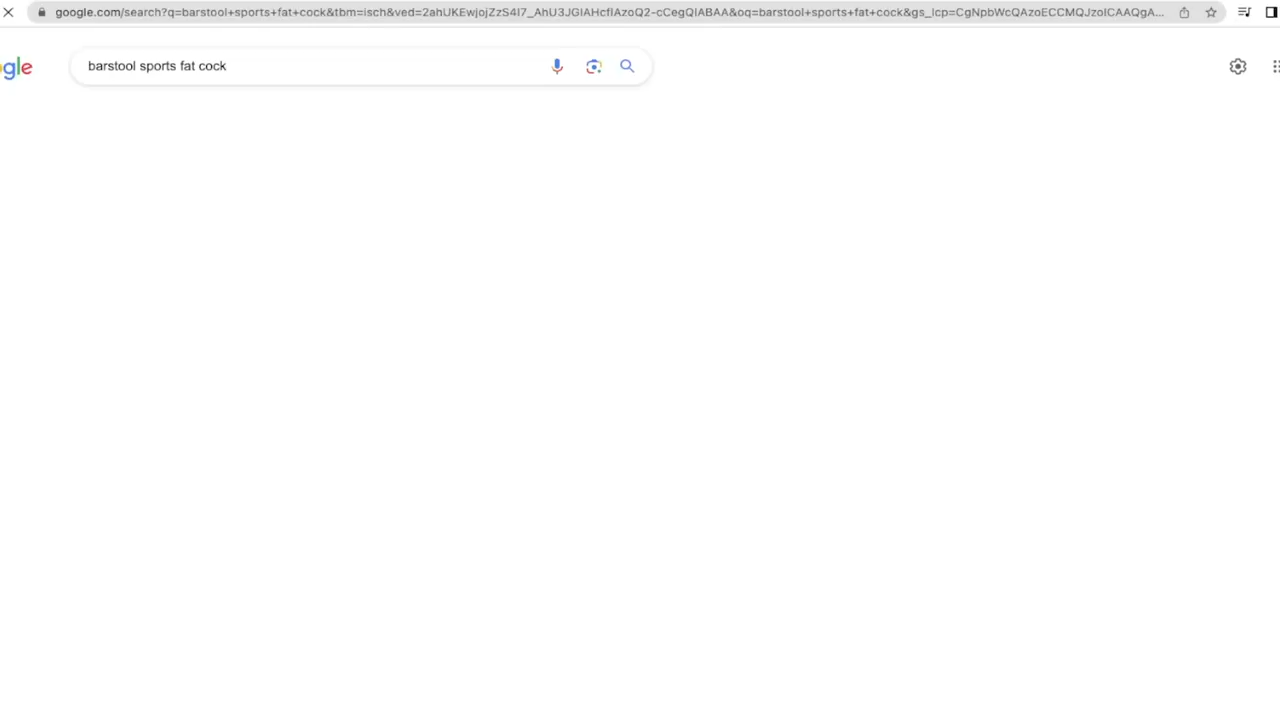 google.com/search?q=barstool+sports+fat+cock&tbm=isch&ved=2ahUKEwjojZzS4I7_AhU3JGIAHcfIAzoQ2-cCegQIABAA&oq=barstool+sports+fat+cock&gs_lcp=CgNpbWcQAzoECCMQJzoICAAQgA...
gle
barstool sports fat cock